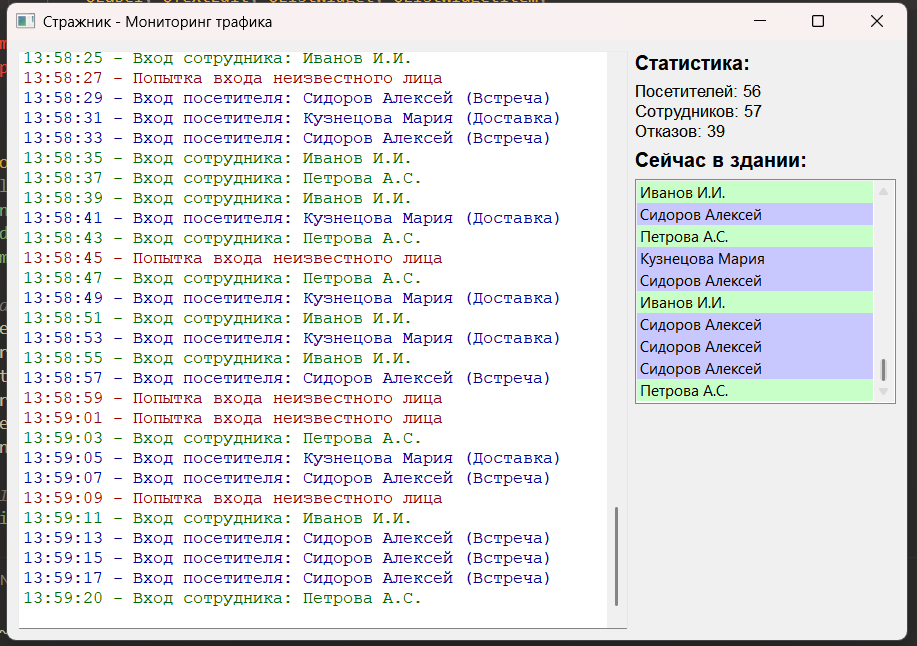 Стражник - Мониторинг трафика
13:58:25 - Вход сотрудника: Иванов И.И.
13:58:27 - Попытка входа неизвестного лица
13:58:29 - Вход посетителя: Сидоров Алексей (Встреча)
13:58:31 - Вход посетителя: Кузнецова Мария (Доставка)
13:58:33 - Вход посетителя: Сидоров Алексей (Встреча)
13:58:35 - Вход сотрудника: Иванов И.И.
13:58:37 - Вход сотрудника: Петрова А.С.
13:58:39 - Вход сотрудника: Иванов И.И.
13:58:41 - Вход посетителя: Кузнецова Мария (Доставка)
13:58:43 - Вход сотрудника: Петрова А.С.
13:58:45 - Попытка входа неизвестного лица
13:58:47 - Вход сотрудника: Петрова А.С.
13:58:49 - Вход посетителя: Кузнецова Мария (Доставка)
13:58:51 - Вход сотрудника: Иванов И.И.
13:58:53 - Вход посетителя: Кузнецова Мария (Доставка)
13:58:55 - Вход сотрудника: Иванов И.И.
13:58:57 - Вход посетителя: Сидоров Алексей (Встреча)
13:58:59 - Попытка входа неизвестного лица
13:59:01 - Попытка входа неизвестного лица
13:59:03 - Вход сотрудника: Петрова А.С.
13:59:05 - Вход посетителя: Кузнецова Мария (Доставка)
13:59:07 - Вход посетителя: Сидоров Алексей (Встреча)
13:59:09 - Попытка входа неизвестного лица
13:59:11 - Вход сотрудника: Иванов И.И.
13:59:13 - Вход посетителя: Сидоров Алексей (Встреча)
13:59:15 - Вход посетителя: Сидоров Алексей (Встреча)
13:59:17 - Вход посетителя: Сидоров Алексей (Встреча)
13:59:20 - Вход сотрудника: Петрова А.С.
Статистика:
Посетителей: 56
Сотрудников: 57
Отказов: 39
Сейчас в здании:
Иванов И.И.
Сидоров Алексей
Петрова А.С.
Кузнецова Мария
Сидоров Алексей
Иванов И.И.
Сидоров Алексей
Сидоров Алексей
Сидоров Алексей
Петрова А.С.